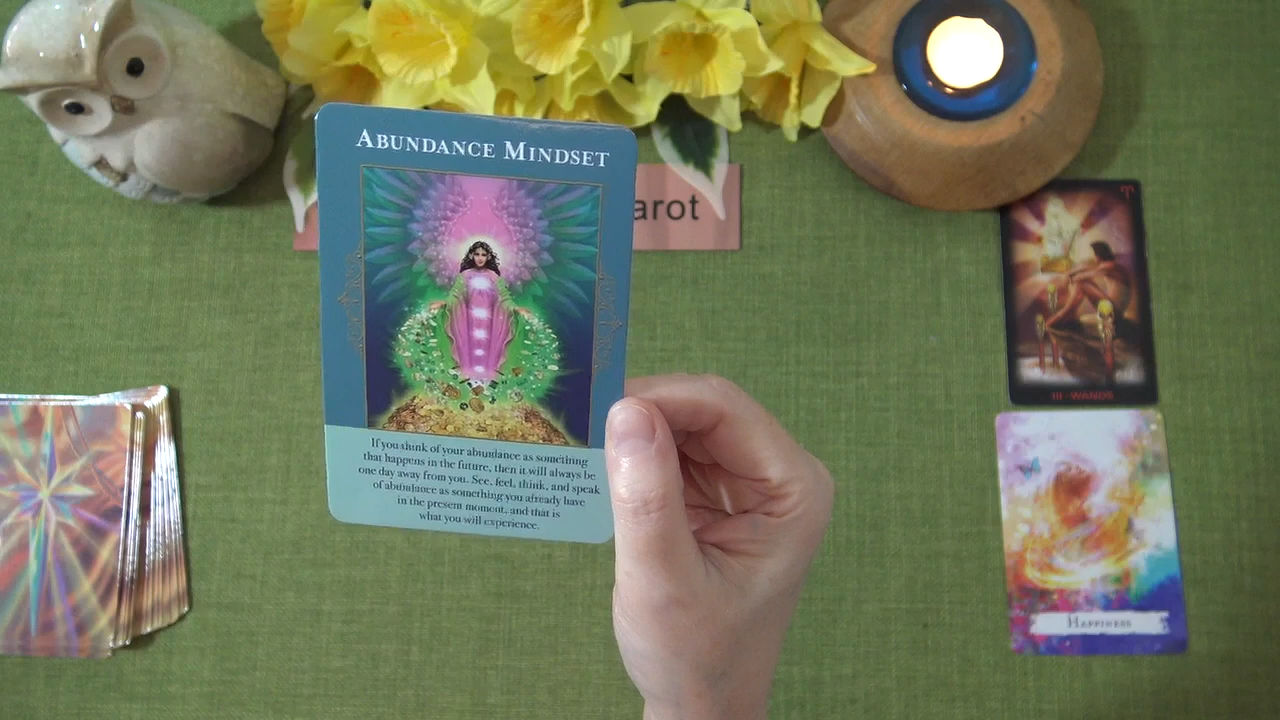 ABUNDANCE MINDSET
If you think of your abundance as something
that happens in the future, then it will always be
one day away from you. See, feel, think, and speak
of abundance as something you already have
in the present moment, and that is
what you will experience.
arot
III · WANDS
HAPPINESS